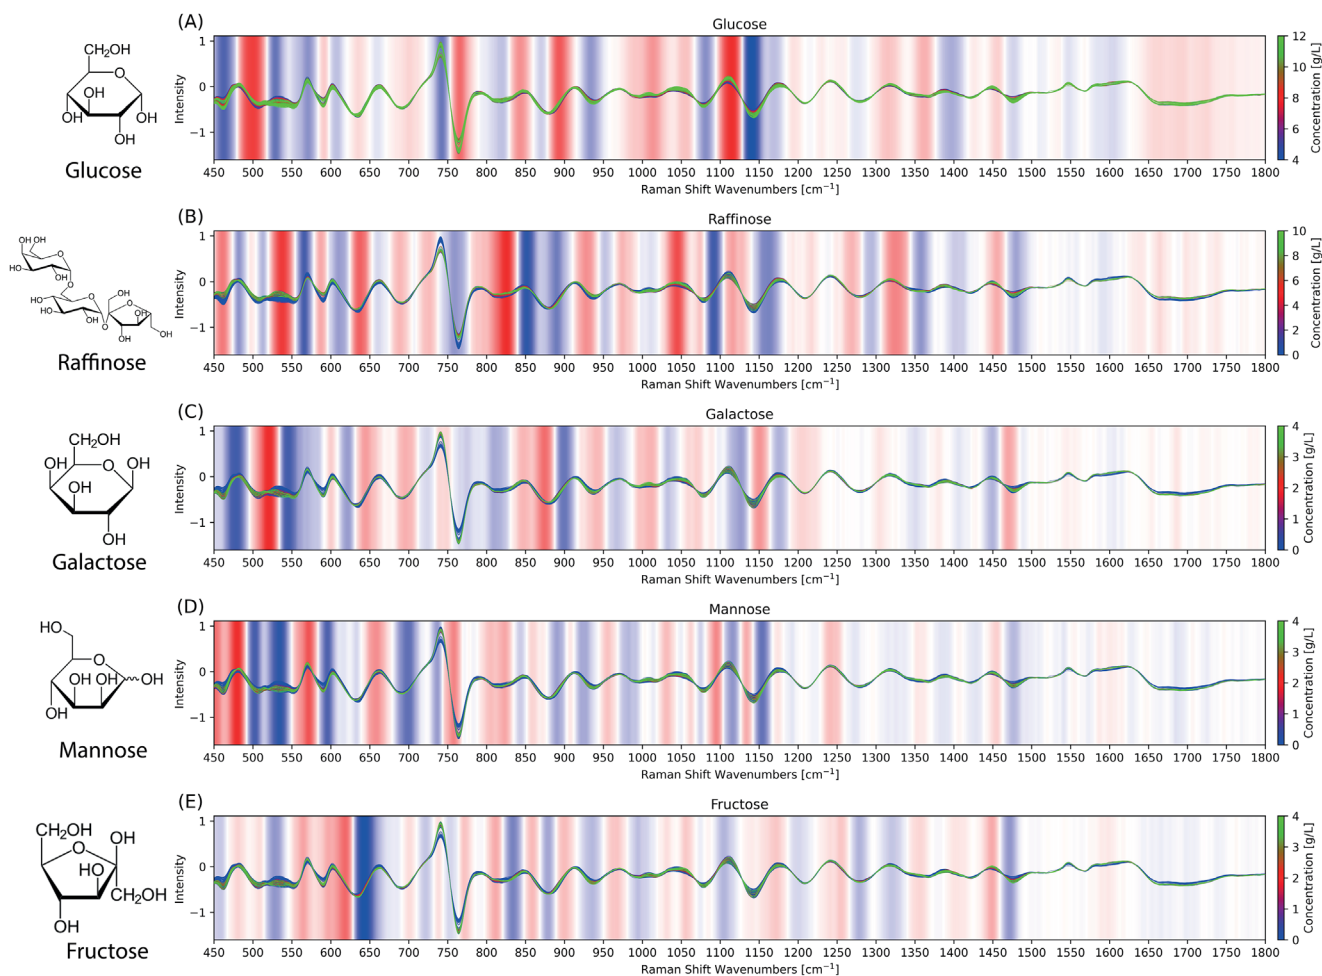 (A)
Glucose
CH2OH
O
OH
OH
OH
OH
Glucose
Intensity
1
0
−1
450 500 550 600 650 700 750 800 850 900 950 1000 1050 1100 1150 1200 1250 1300 1350 1400 1450 1500 1550 1600 1650 1700 1750 1800
Raman Shift Wavenumbers [cm⁻¹]
12
10
8
6
4
Concentration [g/L]
(B)
Raffinose
OH OH
O
HO
OH
O
HO
O
HO
HO
OH
HO
O
O
OH
OH
OH
Raffinose
Intensity
1
0
−1
450 500 550 600 650 700 750 800 850 900 950 1000 1050 1100 1150 1200 1250 1300 1350 1400 1450 1500 1550 1600 1650 1700 1750 1800
Raman Shift Wavenumbers [cm⁻¹]
10
8
6
4
2
0
Concentration [g/L]
(C)
Galactose
CH2OH
OH
O
OH
OH
OH
Galactose
Intensity
1
0
−1
450 500 550 600 650 700 750 800 850 900 950 1000 1050 1100 1150 1200 1250 1300 1350 1400 1450 1500 1550 1600 1650 1700 1750 1800
Raman Shift Wavenumbers [cm⁻¹]
4
3
2
1
0
Concentration [g/L]
(D)
Mannose
HO
O
OH OH OH
OH
Mannose
Intensity
1
0
−1
450 500 550 600 650 700 750 800 850 900 950 1000 1050 1100 1150 1200 1250 1300 1350 1400 1450 1500 1550 1600 1650 1700 1750 1800
Raman Shift Wavenumbers [cm⁻¹]
4
3
2
1
0
Concentration [g/L]
(E)
Fructose
CH2OH
OH
O
HO
CH2OH
OH
Fructose
Intensity
1
0
−1
450 500 550 600 650 700 750 800 850 900 950 1000 1050 1100 1150 1200 1250 1300 1350 1400 1450 1500 1550 1600 1650 1700 1750 1800
Raman Shift Wavenumbers [cm⁻¹]
4
3
2
1
0
Concentration [g/L]